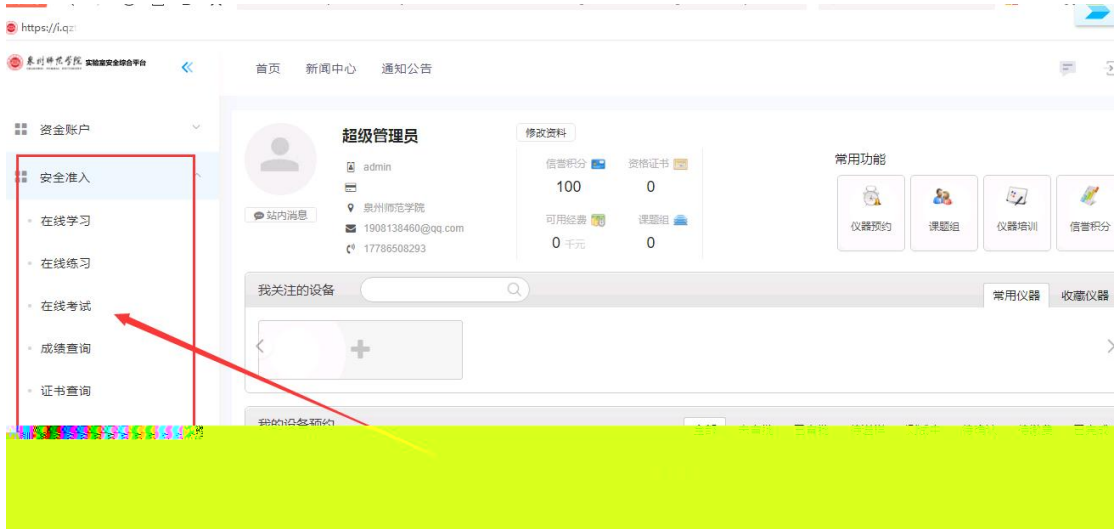 https://i.qz
泉州师范学院 实验室安全综合平台
首页 新闻中心 通知公告
资金账户
安全准入
在线学习
在线练习
在线考试
成绩查询
证书查询
超级管理员
修改资料
admin
泉州师范学院
1908138460@qq.com
17786508293
站内消息
信誉积分 资格证书
100 0
可用经费 课题组
0 千元 0
常用功能
仪器预约 课题组 仪器培训 信誉积分
我关注的设备
常用仪器 收藏仪器
我的设备预约
全部